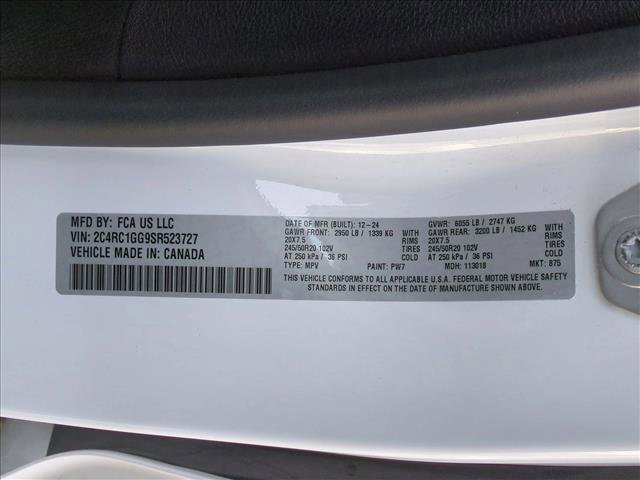 MFD BY: FCA US LLC
VIN: 2C4RC1GG9SR523727
VEHICLE MADE IN: CANADA
DATE OF MFR (BUILT): 12-24
GAWR FRONT: 2950 LB / 1339 KG WITH
20X7.5 RIMS
245/50R20 102V TIRES
AT 250 kPa / 36 PSI COLD
GVWR: 6055 LB / 2747 KG
GAWR REAR: 3200 LB / 1452 KG WITH
20X7.5 RIMS
245/50R20 102V TIRES
AT 250 kPa / 36 PSI COLD
TYPE: MPV PAINT: PW7 MDH: 113018 MKT: 875
THIS VEHICLE CONFORMS TO ALL APPLICABLE U.S.A. FEDERAL MOTOR VEHICLE SAFETY
STANDARDS IN EFFECT ON THE DATE OF MANUFACTURE SHOWN ABOVE.